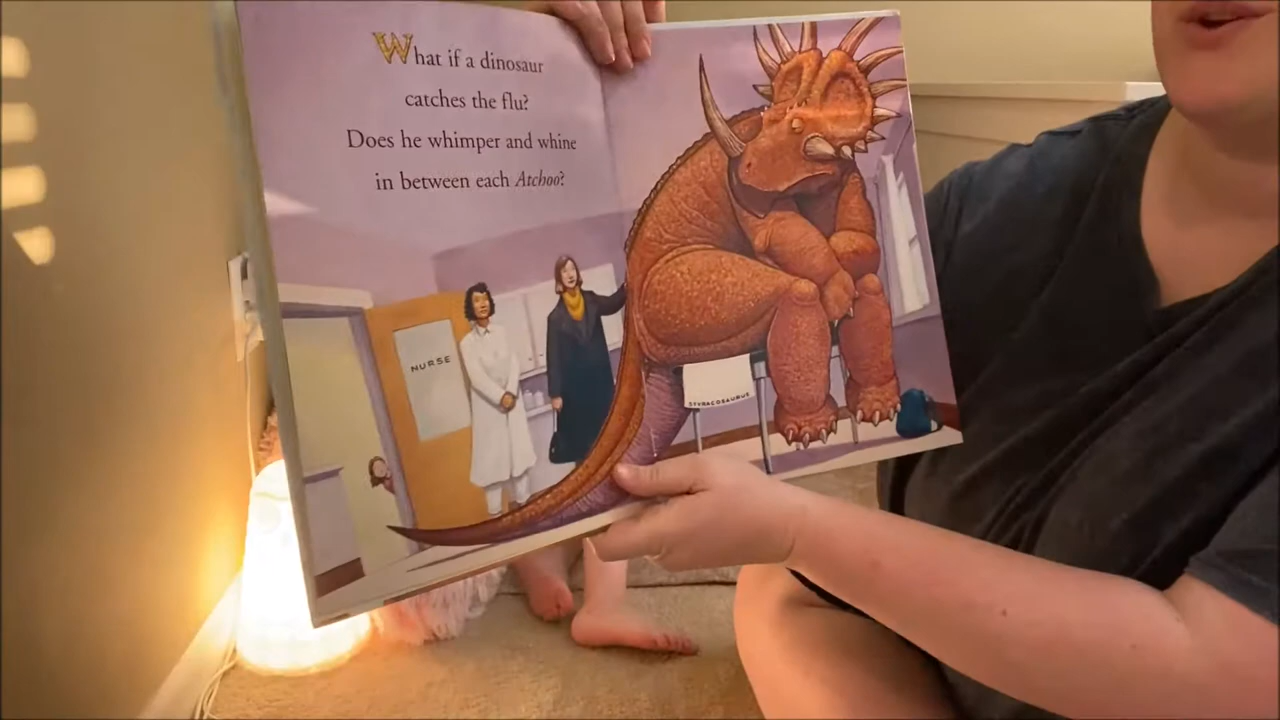 What if a dinosaur
catches the flu?
Does he whimper and whine
in between each Atchoo?
NURSE
STYRACOSAURUS